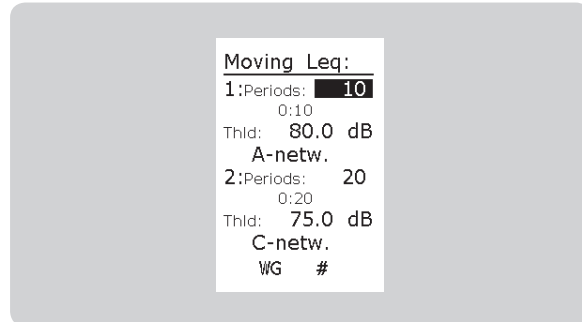 Moving Leq:
1:Periods: 10
0:10
Thld: 80.0 dB
A-netw.
2:Periods: 20
0:20
Thld: 75.0 dB
C-netw.
WG #